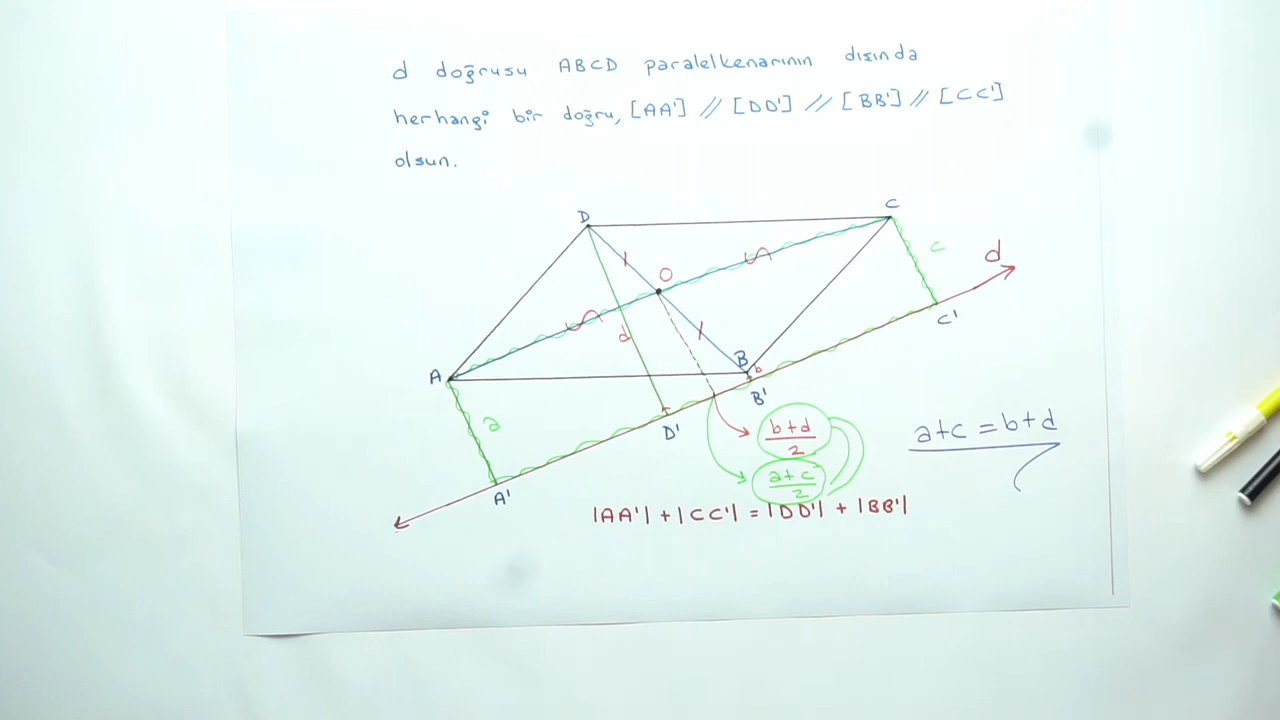 d doğrusu ABCD paralelkenarının dışında
herhangi bir doğru, [AA'] // [DD'] // [BB'] // [CC']
olsun.
D
C
c
d
O
d
C'
A
B
b
B'
a
D'
b+d
2
a+c = b+d
a+c
2
A'
|AA'| + |CC'| = |DD'| + |BB'|